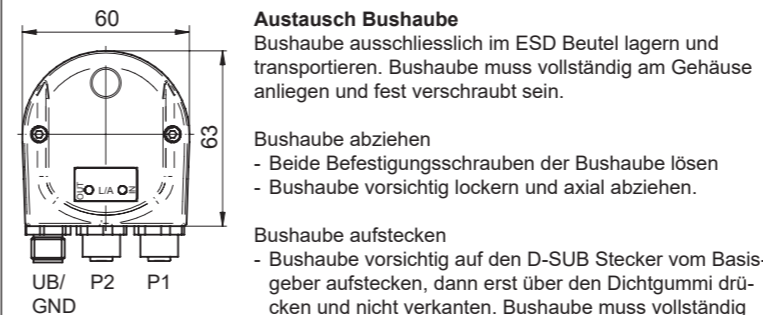 60
63
OUT
L/A
IN
UB/
GND
P2
P1
Austausch Bushaube
Bushaube ausschliesslich im ESD Beutel lagern und
transportieren. Bushaube muss vollständig am Gehäuse
anliegen und fest verschraubt sein.
Bushaube abziehen
- Beide Befestigungsschrauben der Bushaube lösen
- Bushaube vorsichtig lockern und axial abziehen.
Bushaube aufstecken
- Bushaube vorsichtig auf den D-SUB Stecker vom Basis-
geber aufstecken, dann erst über den Dichtgummi drü-
cken und nicht verkanten. Bushaube muss vollständig